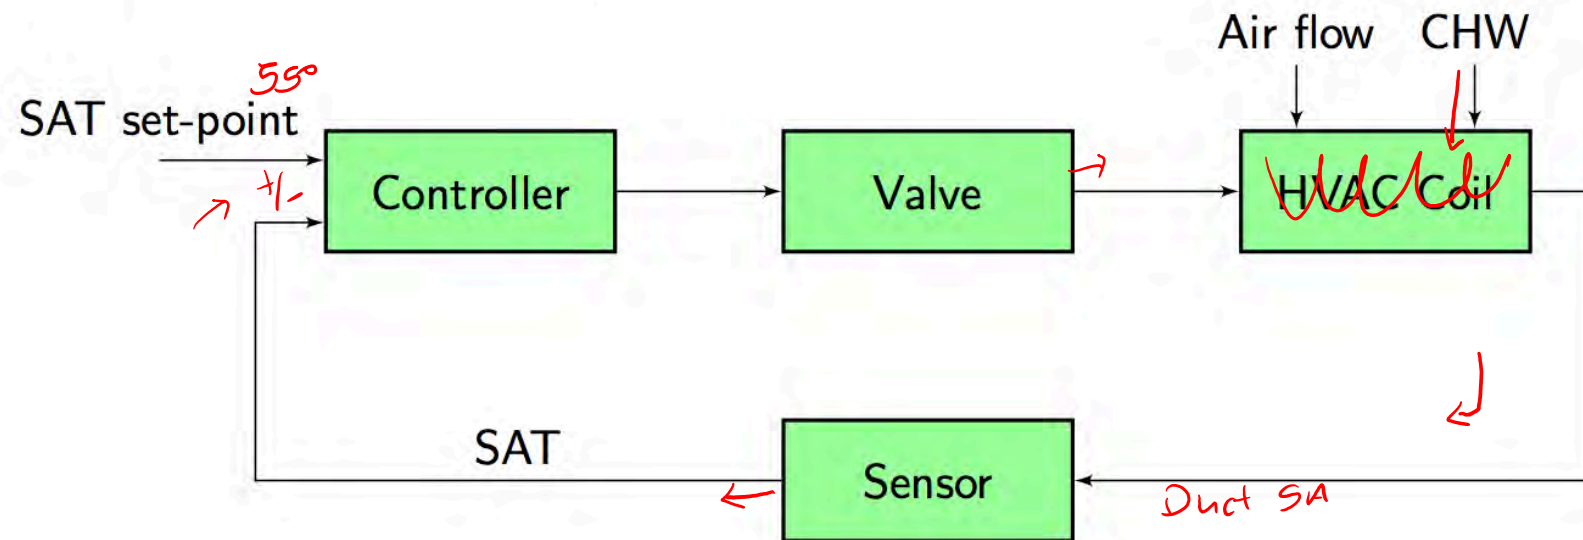 Air flow CHW
55°
SAT set-point
+/-
Controller
Valve
HVAC Coil
SAT
Sensor
Duct SA